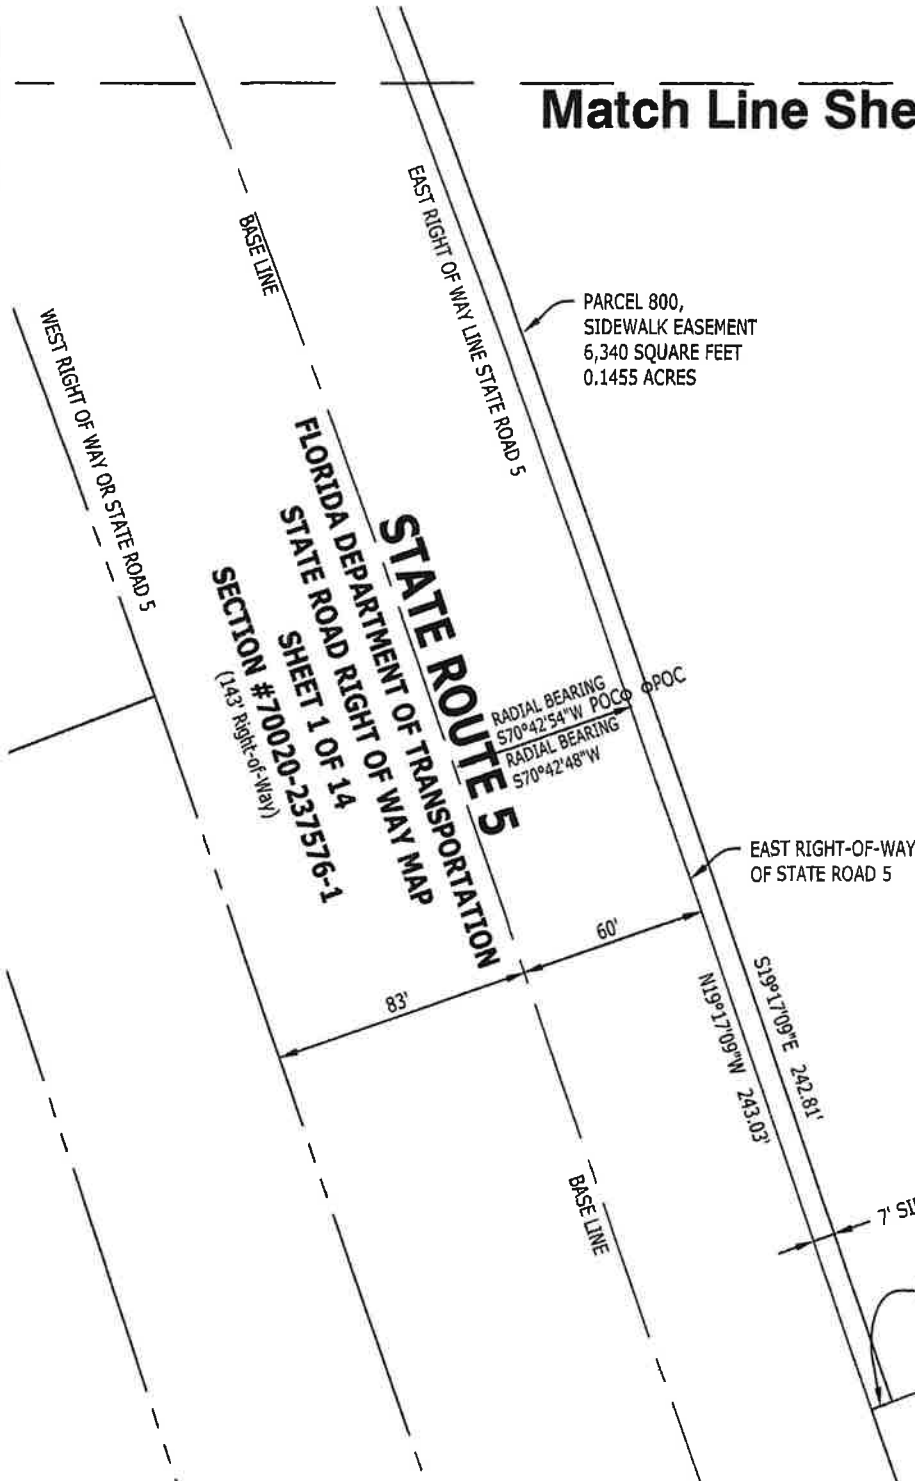 Match Line She
EAST RIGHT OF WAY LINE STATE ROAD 5
BASE LINE
PARCEL 800,
SIDEWALK EASEMENT
6,340 SQUARE FEET
0.1455 ACRES
WEST RIGHT OF WAY OR STATE ROAD 5
STATE ROUTE 5
FLORIDA DEPARTMENT OF TRANSPORTATION
STATE ROAD RIGHT OF WAY MAP
SHEET 1 OF 14
SECTION #70020-237576-1
(143' Right-of-Way)
RADIAL BEARING
S70°42'54"W POC POC
RADIAL BEARING
S70°42'48"W
EAST RIGHT-OF-WAY
OF STATE ROAD 5
60'
83'
S19°17'09"E 242.81'
N19°17'09"W 243.03'
BASE LINE
7' SI